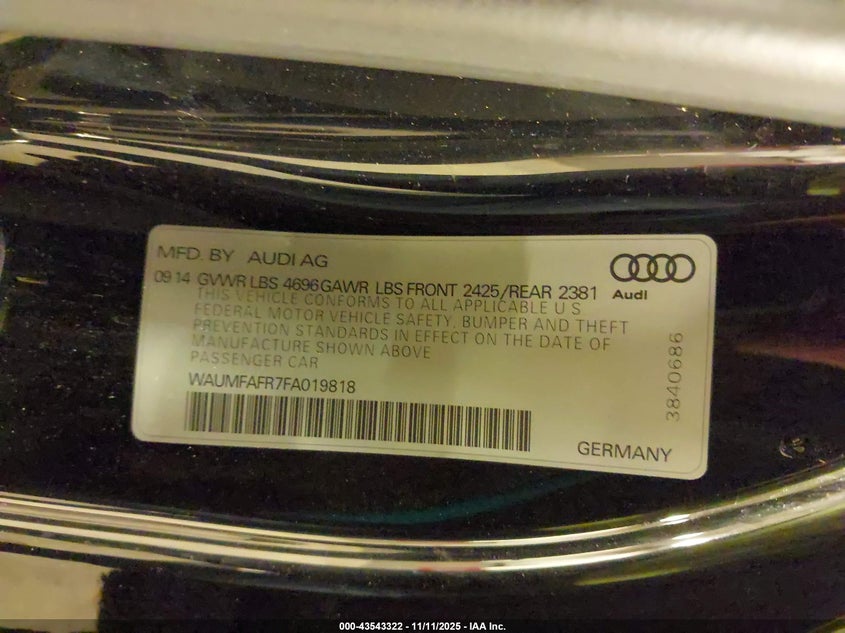 MFD. BY AUDI AG
09 14 GVWR LBS 4696 GAWR LBS FRONT 2425/REAR 2381
Audi
THIS VEHICLE CONFORMS TO ALL APPLICABLE U S
FEDERAL MOTOR VEHICLE SAFETY, BUMPER AND THEFT
PREVENTION STANDARDS IN EFFECT ON THE DATE OF
MANUFACTURE SHOWN ABOVE
PASSENGER CAR
WAUMFAFR7FA019818
3840686
GERMANY
000-43543322 - 11/11/2025 - IAA Inc.